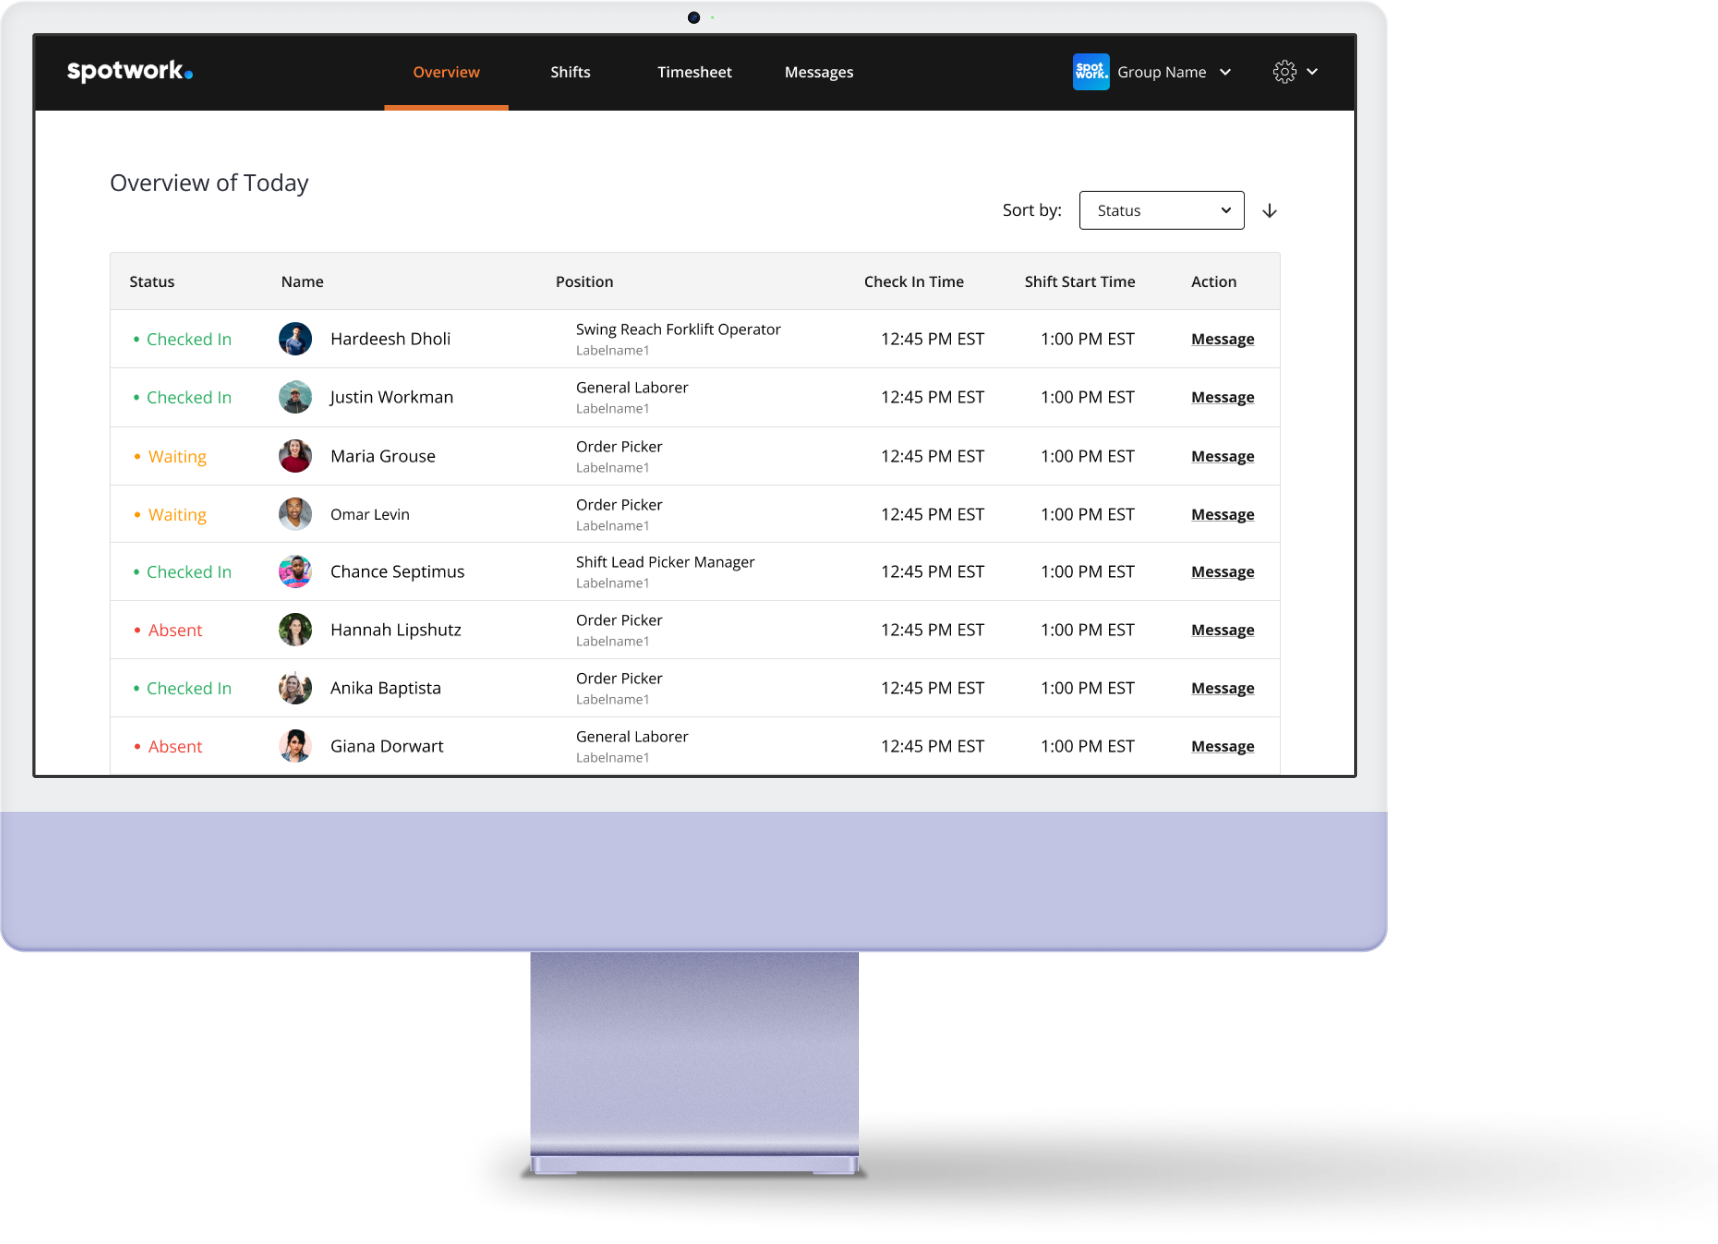 spotwork.
Overview Shifts Timesheet Messages
spot
work.
Group Name
Overview of Today
Sort by: Status
Status Name Position Check In Time Shift Start Time Action
Checked In Hardeesh Dholi Swing Reach Forklift Operator 12:45 PM EST 1:00 PM EST Message
Labelname1
Checked In Justin Workman General Laborer 12:45 PM EST 1:00 PM EST Message
Labelname1
Waiting Maria Grouse Order Picker 12:45 PM EST 1:00 PM EST Message
Labelname1
Waiting Omar Levin Order Picker 12:45 PM EST 1:00 PM EST Message
Labelname1
Checked In Chance Septimus Shift Lead Picker Manager 12:45 PM EST 1:00 PM EST Message
Labelname1
Absent Hannah Lipshutz Order Picker 12:45 PM EST 1:00 PM EST Message
Labelname1
Checked In Anika Baptista Order Picker 12:45 PM EST 1:00 PM EST Message
Labelname1
Absent Giana Dorwart General Laborer 12:45 PM EST 1:00 PM EST Message
Labelname1